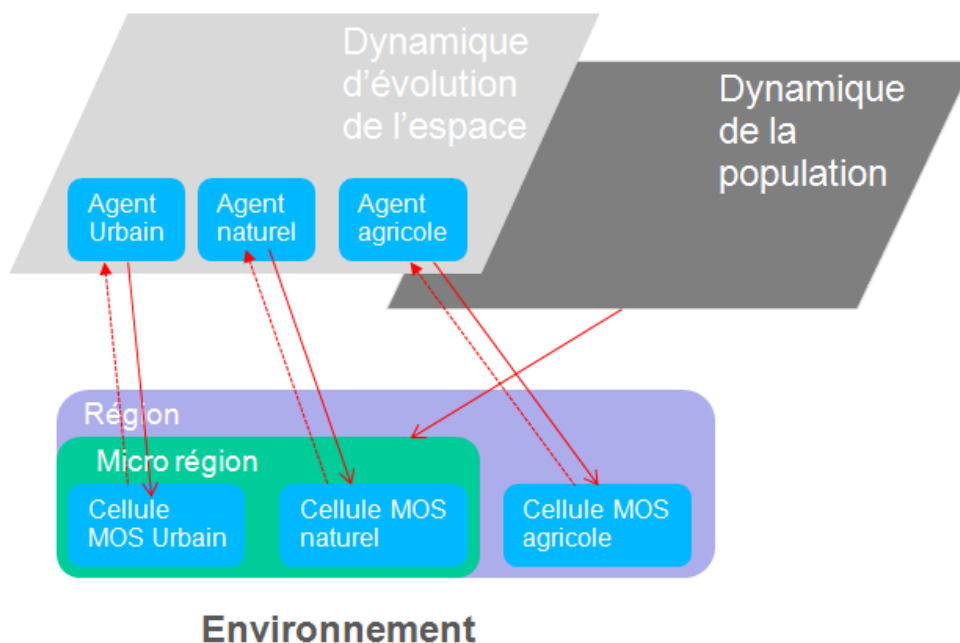 Dynamique
d’évolution
de l’espace
Dynamique
de la
population
Agent
Urbain
Agent
naturel
Agent
agricole
Région
Micro région
Cellule
MOS Urbain
Cellule MOS
naturel
Cellule MOS
agricole
Environnement